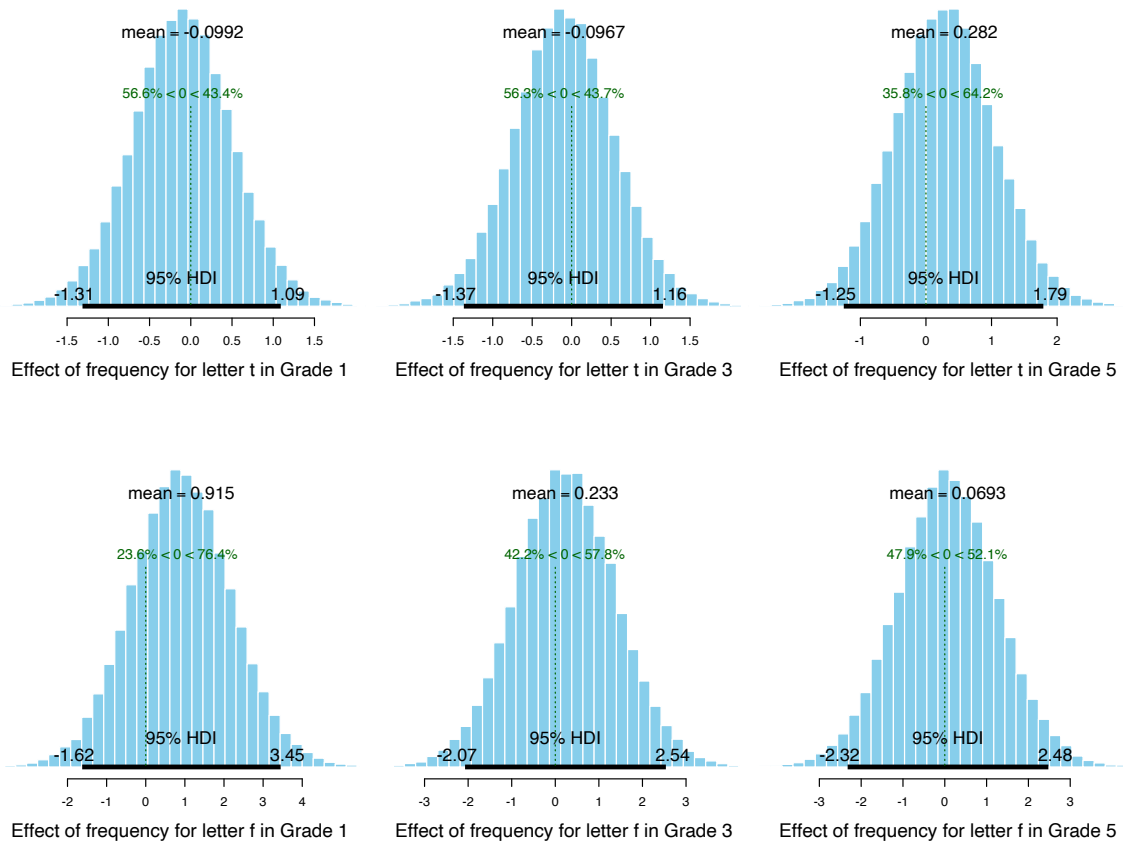 mean = -0.0992
56.6% < 0 < 43.4%
95% HDI
-1.31 1.09
-1.5 -1.0 -0.5 0.0 0.5 1.0 1.5
Effect of frequency for letter t in Grade 1
mean = -0.0967
56.3% < 0 < 43.7%
95% HDI
-1.37 1.16
-1.5 -1.0 -0.5 0.0 0.5 1.0 1.5
Effect of frequency for letter t in Grade 3
mean = 0.282
35.8% < 0 < 64.2%
95% HDI
-1.25 1.79
-1 0 1 2
Effect of frequency for letter t in Grade 5
mean = 0.915
23.6% < 0 < 76.4%
95% HDI
-1.62 3.45
-2 -1 0 1 2 3 4
Effect of frequency for letter f in Grade 1
mean = 0.233
42.2% < 0 < 57.8%
95% HDI
-2.07 2.54
-3 -2 -1 0 1 2 3
Effect of frequency for letter f in Grade 3
mean = 0.0693
47.9% < 0 < 52.1%
95% HDI
-2.32 2.48
-3 -2 -1 0 1 2 3
Effect of frequency for letter f in Grade 5